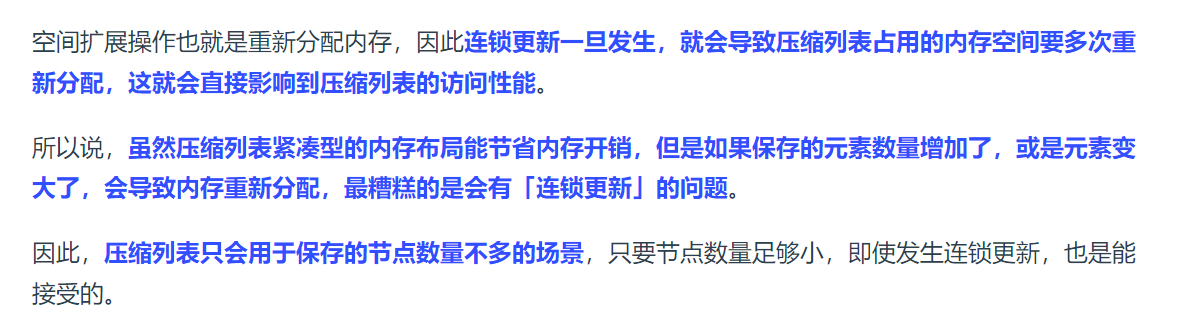 空间扩展操作也就是重新分配内存，因此连锁更新一旦发生，就会导致压缩列表占用的内存空间要多次重
新分配，这就会直接影响到压缩列表的访问性能。
所以说，虽然压缩列表紧凑型的内存布局能节省内存开销，但是如果保存的元素数量增加了，或是元素变
大了，会导致内存重新分配，最糟糕的是会有「连锁更新」的问题。
因此，压缩列表只会用于保存的节点数量不多的场景，只要节点数量足够小，即使发生连锁更新，也是能
接受的。